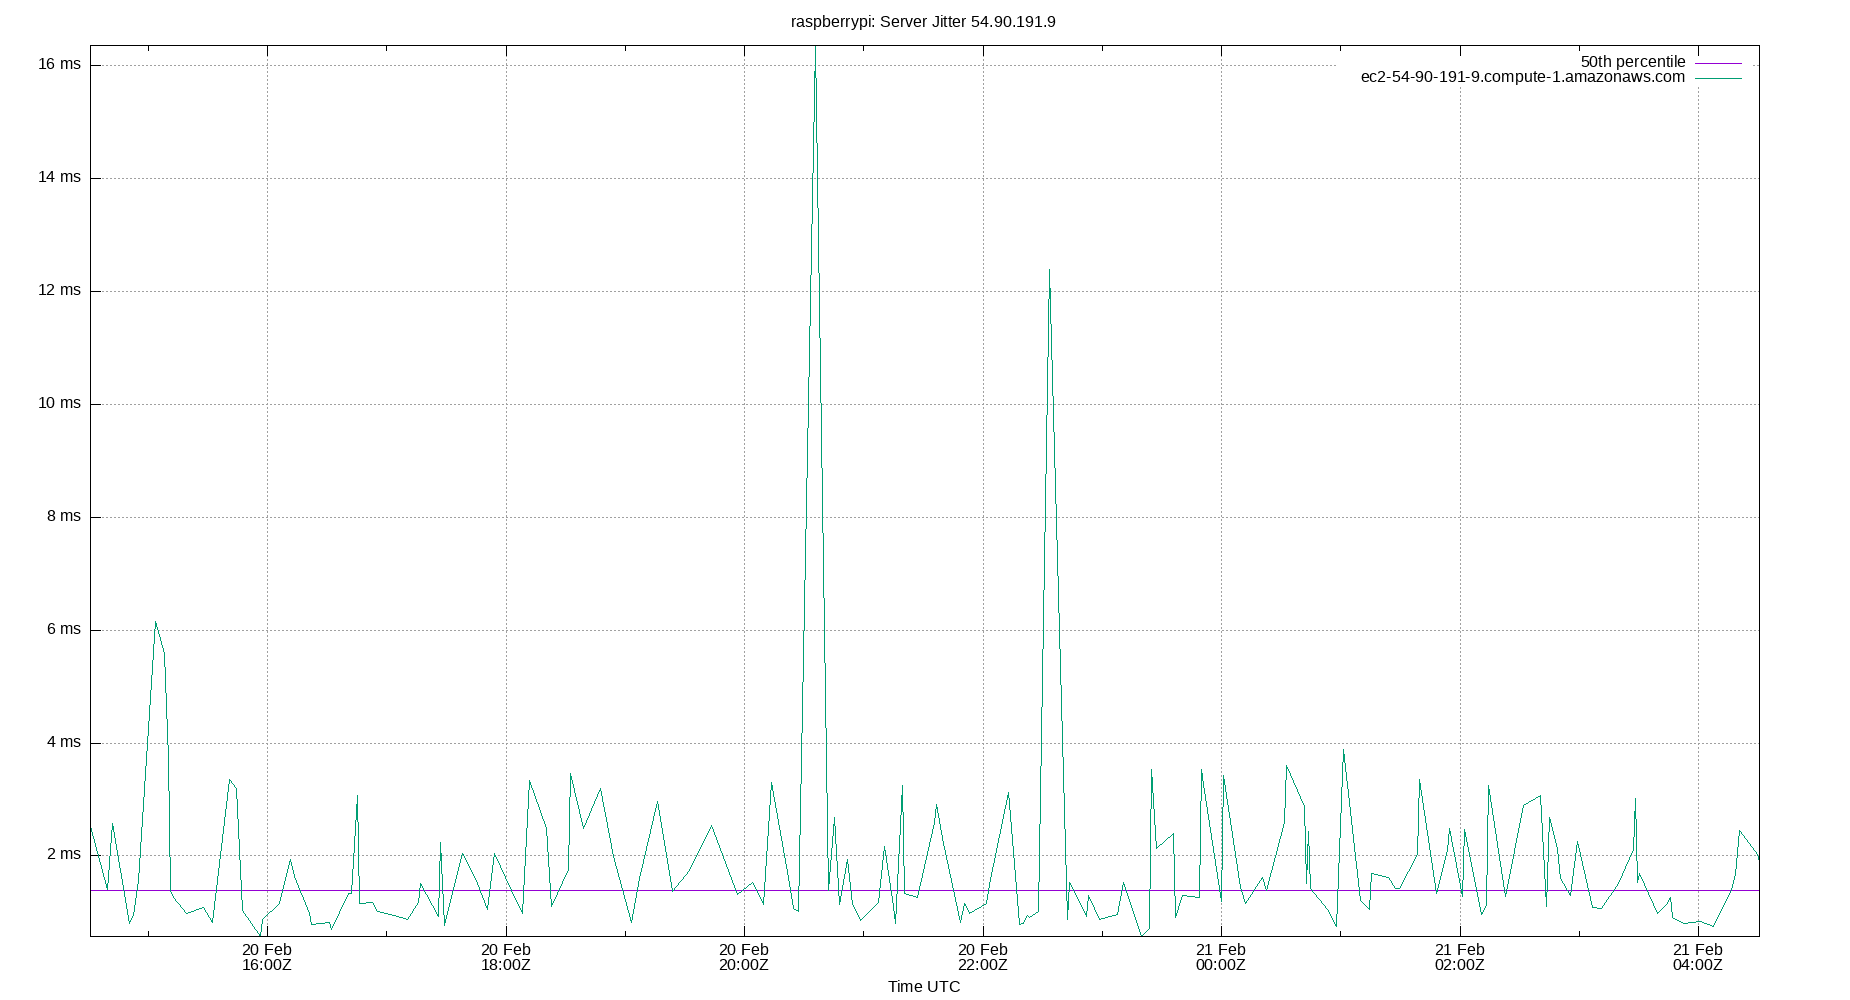 raspberrypi: Server Jitter 54.90.191.9
16 ms
14 ms
12 ms
10 ms
8 ms
6 ms
4 ms
2 ms
50th percentile
ec2-54-90-191-9.compute-1.amazonaws.com
20 Feb
16:00Z
20 Feb
18:00Z
20 Feb
20:00Z
20 Feb
22:00Z
21 Feb
00:00Z
21 Feb
02:00Z
21 Feb
04:00Z
Time UTC